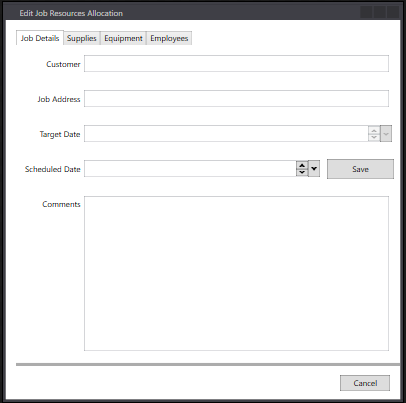 Edit Job Resources Allocation
Job Details Supplies Equipment Employees
Customer
Job Address
Target Date
Scheduled Date Save
Comments
Cancel